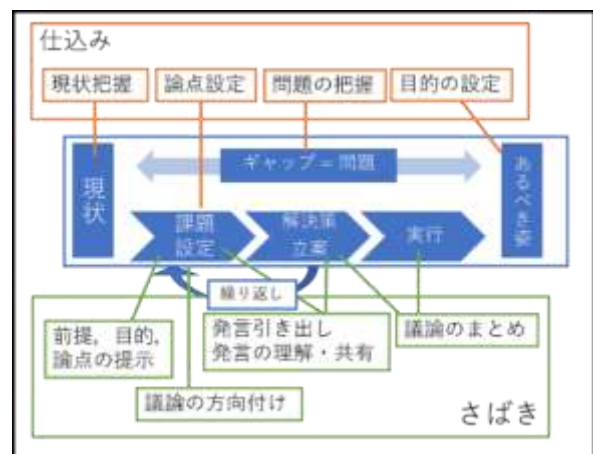 仕込み
現状把握
論点設定
問題の把握
目的の設定
現状
ギャップ＝問題
あるべき姿
課題
設定
解決策
立案
実行
繰り返し
前提，目的，
論点の提示
発言引き出し
発言の理解・共有
議論のまとめ
議論の方向付け
さばき